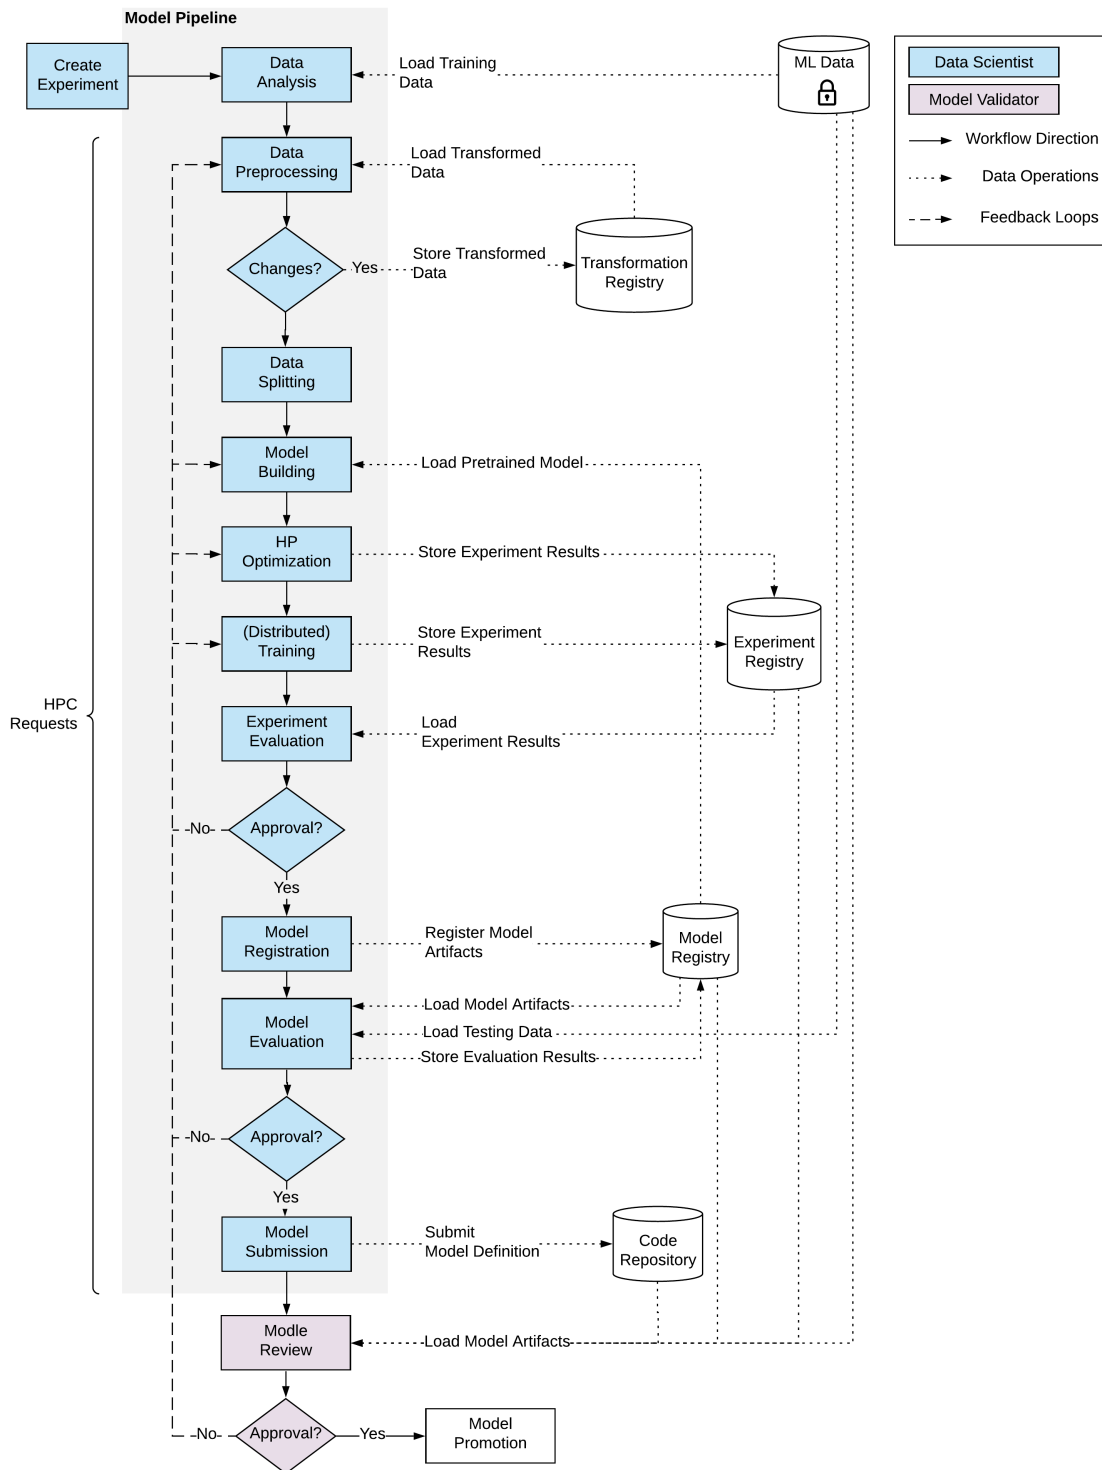 Model Pipeline
Create
Experiment
Data
Analysis
Load Training
Data
ML Data
Data Scientist
Model Validator
Workflow Direction
Data Operations
Feedback Loops
Data
Preprocessing
Load Transformed
Data
Changes?
Yes
Store Transformed
Data
Transformation
Registry
Data
Splitting
Model
Building
Load Pretrained Model
HP
Optimization
Store Experiment Results
(Distributed)
Training
Store Experiment
Results
Experiment
Registry
HPC
Requests
Experiment
Evaluation
Load
Experiment Results
Approval?
No
Yes
Model
Registration
Register Model
Artifacts
Model
Registry
Model
Evaluation
Load Model Artifacts
Load Testing Data
Store Evaluation Results
Approval?
No
Yes
Model
Submission
Submit
Model Definition
Code
Repository
Modle
Review
Load Model Artifacts
Approval?
No
Yes
Model
Promotion